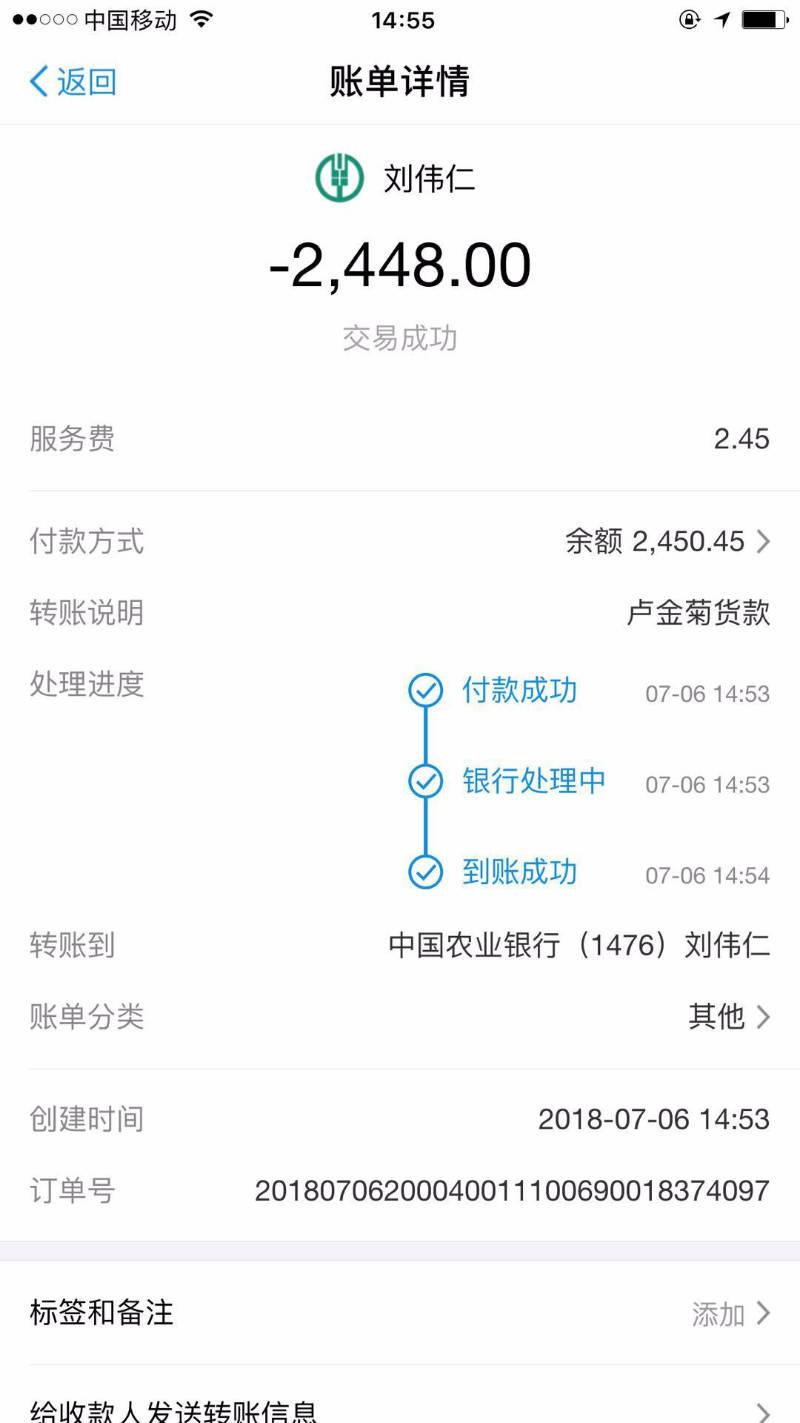 中国移动 14:55
返回 账单详情
刘伟仁
-2,448.00
交易成功
服务费 2.45
付款方式 余额 2,450.45
转账说明 卢金菊货款
处理进度 付款成功 07-06 14:53
银行处理中 07-06 14:53
到账成功 07-06 14:54
转账到 中国农业银行（1476）刘伟仁
账单分类 其他
创建时间 2018-07-06 14:53
订单号 20180706200040011100690018374097
标签和备注 添加
给收款人发送转账信息